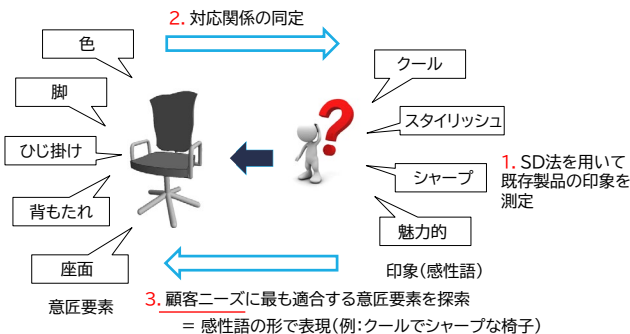 2. 対応関係の同定
色
脚
ひじ掛け
背もたれ
座面
意匠要素
クール
スタイリッシュ
シャープ
魅力的
印象(感性語)
1. SD法を用いて
既存製品の印象を
測定
3. 顧客ニーズに最も適合する意匠要素を探索
= 感性語の形で表現(例:クールでシャープな椅子)